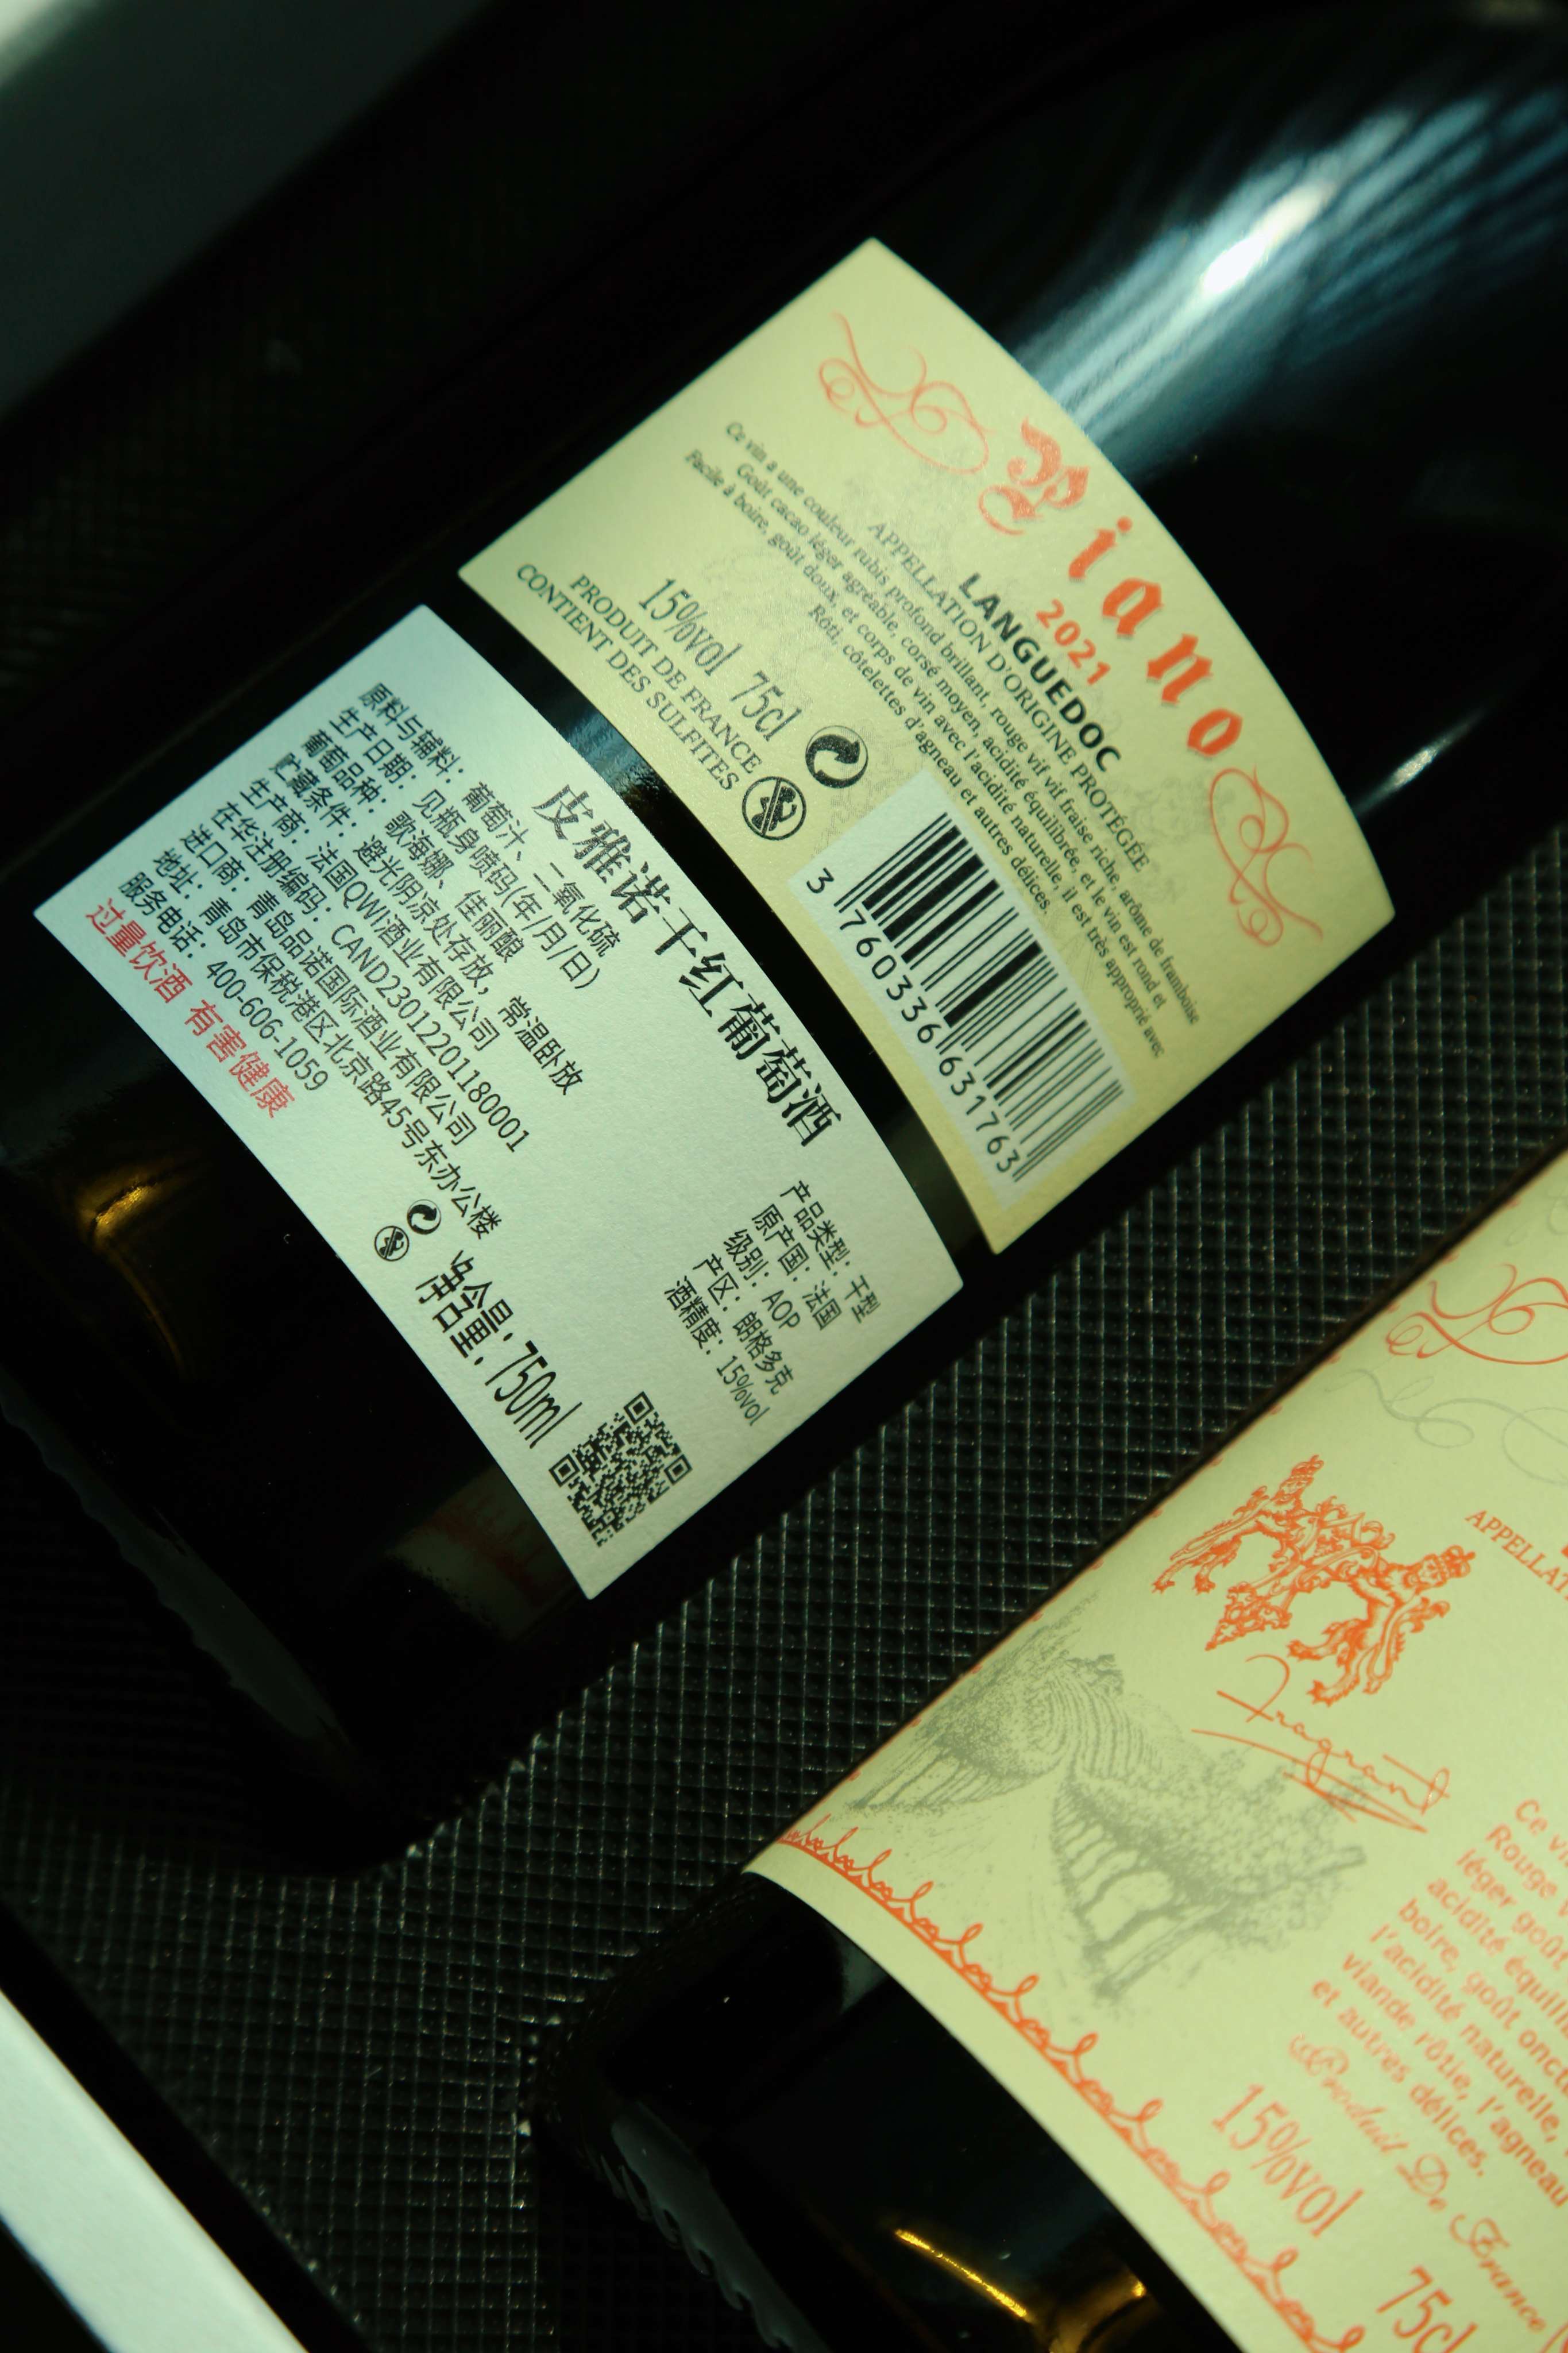 Piano
2021
LANGUEDOC
APPELLATION D'ORIGINE PROTÉGÉE
Ce vin a une couleur rubis profond brillant, rouge vif vif fraise riche, arôme de framboise
Goût cacao léger agréable, corsé moyen, acidité équilibrée, et le vin est rond et
Facile à boire, goût doux, et corps de vin avec l'acidité naturelle, il est très approprié avec
Rôti, côtelettes d'agneau et autres délices.
15%vol 75cl
PRODUIT DE FRANCE
CONTIENT DES SULFITES
3 760336 631763
皮雅诺干红葡萄酒
原料与辅料：葡萄汁、二氧化硫
生产日期：见瓶身喷码(年/月/日)
葡萄品种：歌海娜、佳丽酿
贮藏条件：避光阴凉处存放，常温卧放
生产商：法国QWI酒业有限公司
在华注册编码：CAND23012201180001
进口商：青岛品诺国际酒业有限公司
地址：青岛市保税港区北京路45号东办公楼
服务电话：400-606-1059
过量饮酒 有害健康
产品类型：干型
原产国：法国
级别：AOP
产区：朗格多克
酒精度：15%vol
净含量：750ml
APPELLAT
Fragrant
Ce vi
Rouge
léger goût
acidité équil
boire, goût onct
l'acidité naturelle,
viande rôtie, l'agneau
et autres délices.
Produit De France
15%vol 75cl